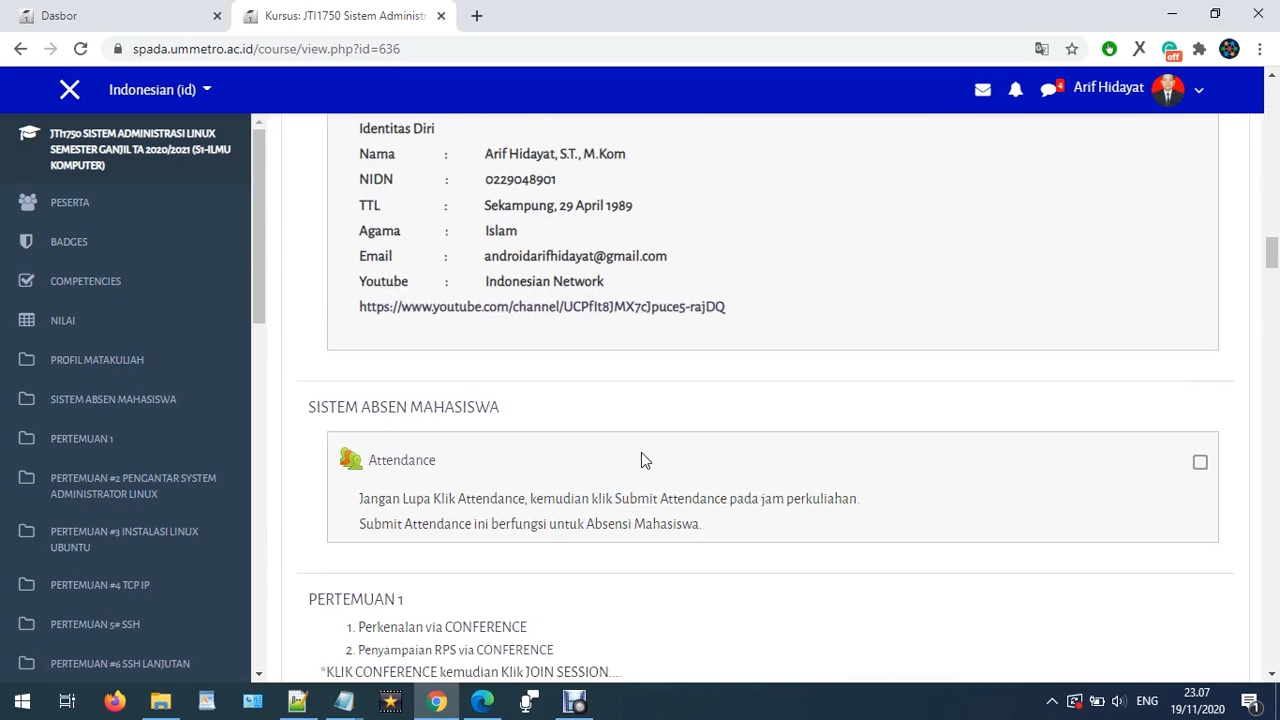 Dasbor
Kursus: JTI1750 Sistem Administr
spada.ummetro.ac.id/course/view.php?id=636
off
Indonesian (id)
4
Arif Hidayat
JTI1750 SISTEM ADMINISTRASI LINUX
SEMESTER GANJIL TA 2020/2021 (S1-ILMU
KOMPUTER)
PESERTA
BADGES
COMPETENCIES
NILAI
PROFIL MATAKULIAH
SISTEM ABSEN MAHASISWA
PERTEMUAN 1
PERTEMUAN #2 PENGANTAR SYSTEM
ADMINISTRATOR LINUX
PERTEMUAN #3 INSTALASI LINUX
UBUNTU
PERTEMUAN #4 TCP IP
PERTEMUAN 5# SSH
PERTEMUAN #6 SSH LANJUTAN
Identitas Diri
Nama : Arif Hidayat, S.T., M.Kom
NIDN : 0229048901
TTL : Sekampung, 29 April 1989
Agama : Islam
Email : androidarifhidayat@gmail.com
Youtube : Indonesian Network
https://www.youtube.com/channel/UCPfIt8JMX7cJpuce5-rajDQ
SISTEM ABSEN MAHASISWA
Attendance
Jangan Lupa Klik Attendance, kemudian klik Submit Attendance pada jam perkuliahan.
Submit Attendance ini berfungsi untuk Absensi Mahasiswa.
PERTEMUAN 1
1. Perkenalan via CONFERENCE
2. Penyampaian RPS via CONFERENCE
*KLIK CONFERENCE kemudian Klik JOIN SESSION....
ENG
23.07
19/11/2020
1